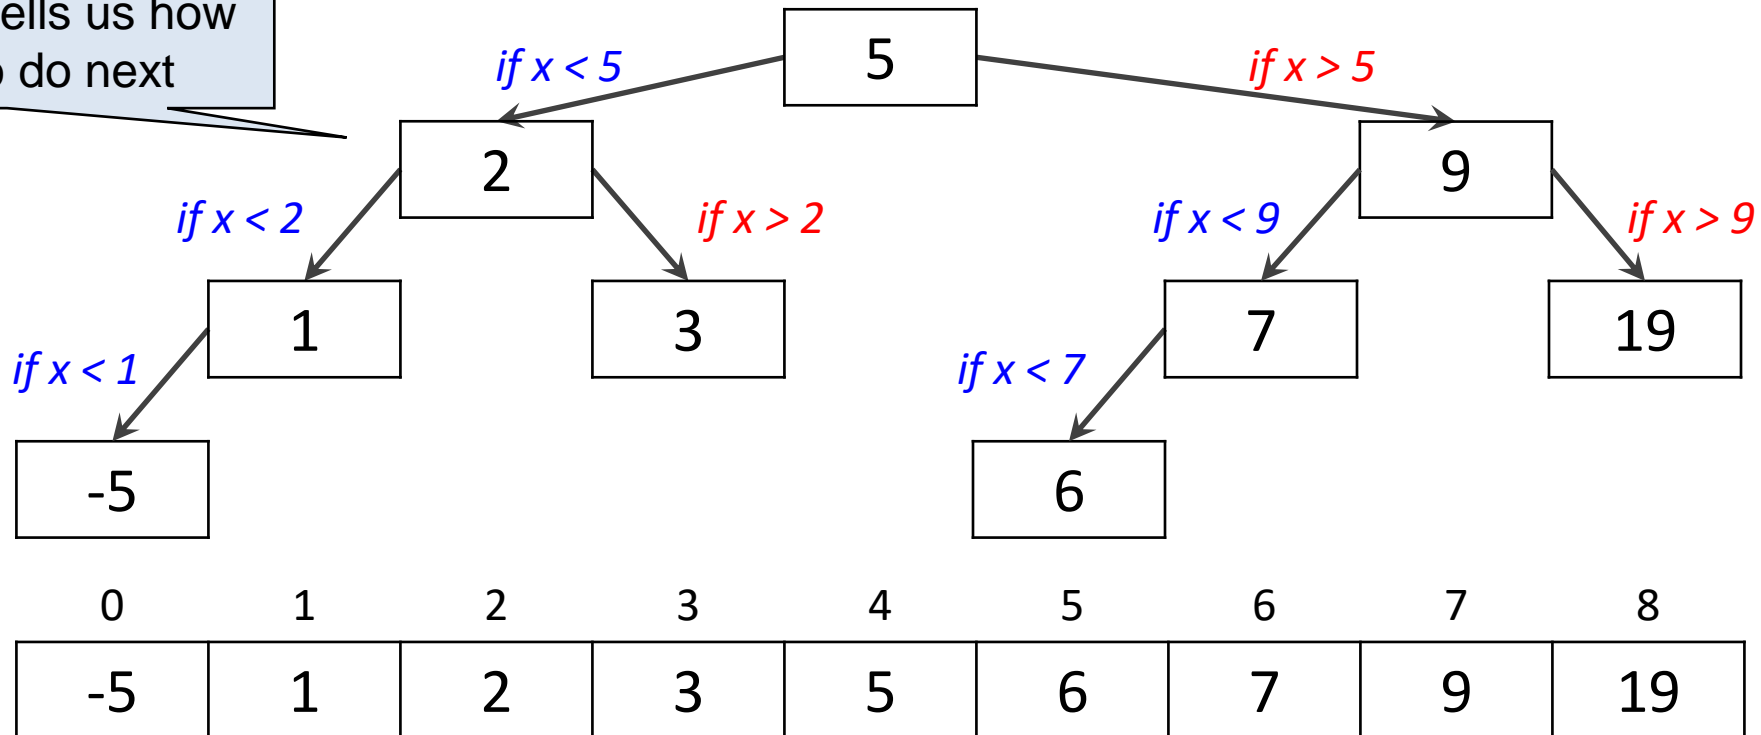 us how
do next
5
if x < 5
if x > 5
2
9
if x < 2
if x > 2
if x < 9
if x > 9
1
3
7
19
if x < 1
if x < 7
-5
6
0 1 2 3 4 5 6 7 8
-5 1 2 3 5 6 7 9 19